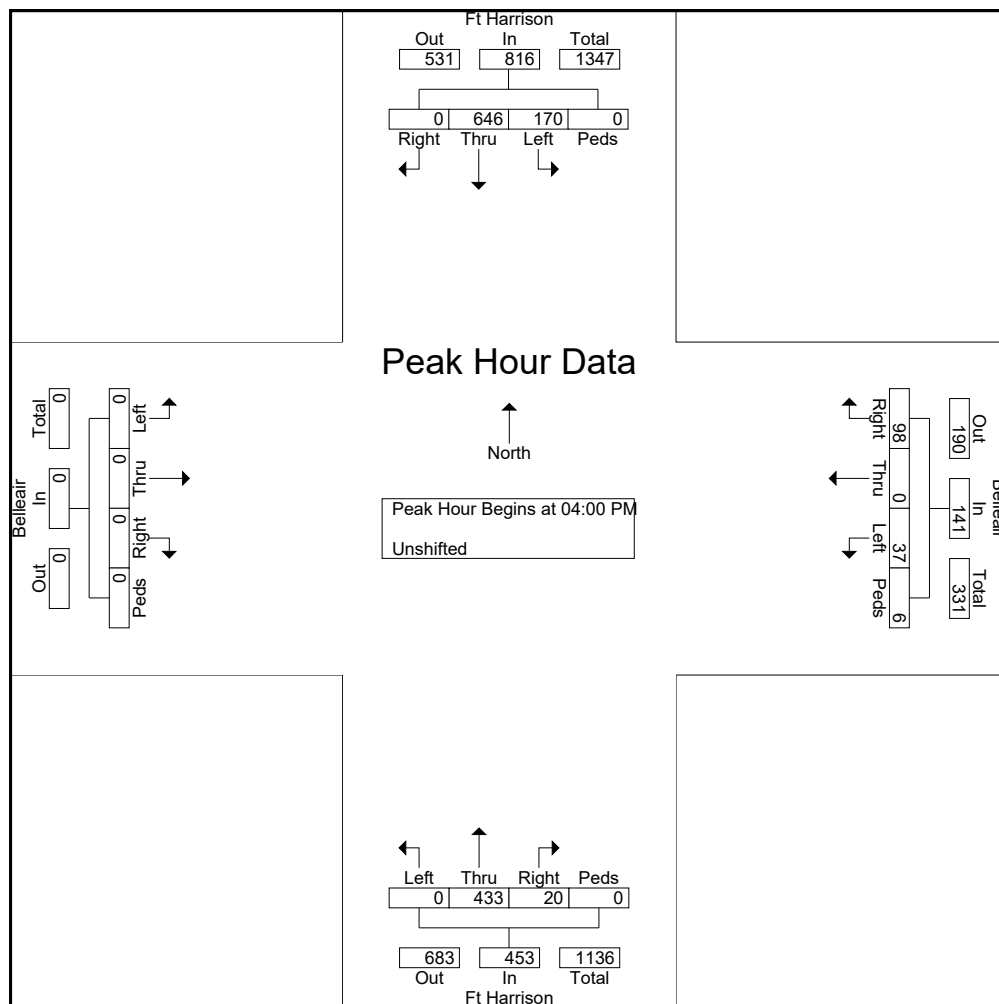 Ft Harrison
Out In Total
531 816 1347
0 646 170 0
Right Thru Left Peds
Peak Hour Data
North
Peak Hour Begins at 04:00 PM
Unshifted
Belleair
Total In Out
0 0 0
0 0 0 0
Left Thru Right Peds
Right Thru Left Peds
98 0 37 6
Out In Total
190 141 331
Belleair
Left Thru Right Peds
0 433 20 0
683 453 1136
Out In Total
Ft Harrison